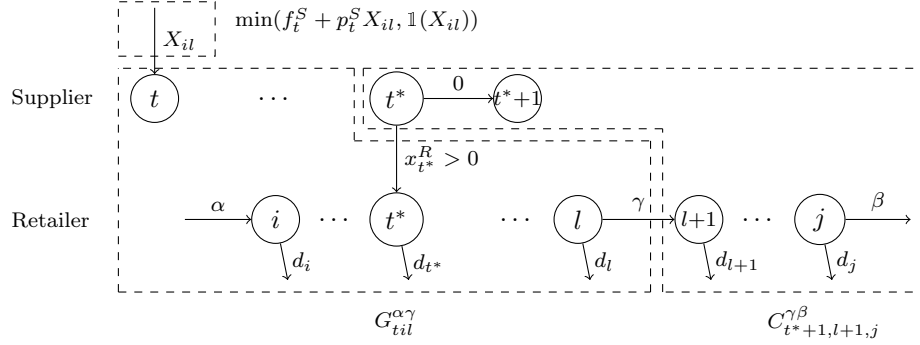 min(f_t^S + p_t^S X_{il}, 𝟙(X_{il}))
X_{il}
Supplier t ··· t* 0 t*+1
x_{t*}^R > 0
Retailer α i ··· t* ··· l γ l+1 ··· j β
d_i d_{t*} d_l d_{l+1} d_j
G_{til}^{αγ} C_{t*+1,l+1,j}^{γβ}